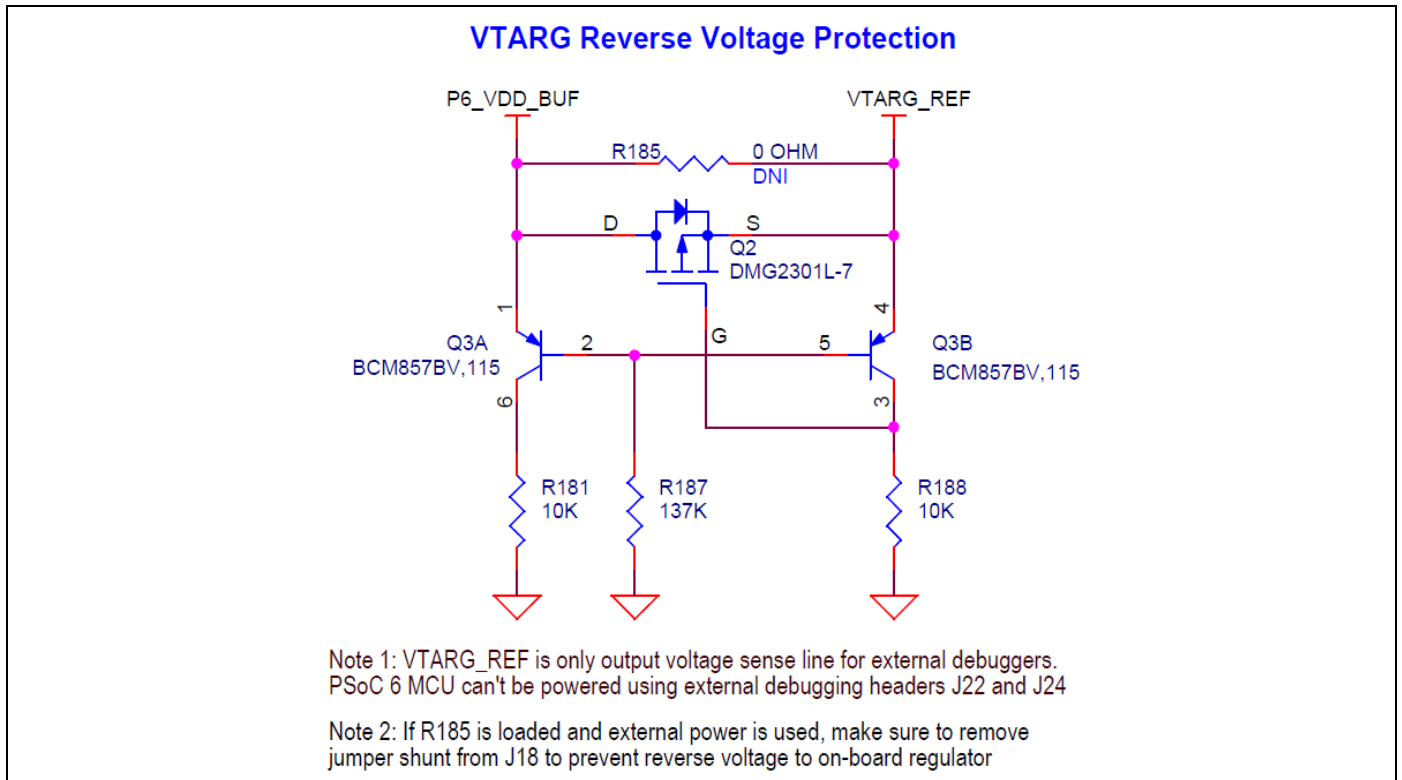 VTARG Reverse Voltage Protection
P6_VDD_BUF
VTARG_REF
R185
0 OHM
DNI
D
S
Q2
DMG2301L-7
1
4
Q3A
BCM857BV,115
2
G
5
Q3B
BCM857BV,115
6
3
R181
10K
R187
137K
R188
10K
Note 1: VTARG_REF is only output voltage sense line for external debuggers.
PSoC 6 MCU can't be powered using external debugging headers J22 and J24
Note 2: If R185 is loaded and external power is used, make sure to remove
jumper shunt from J18 to prevent reverse voltage to on-board regulator